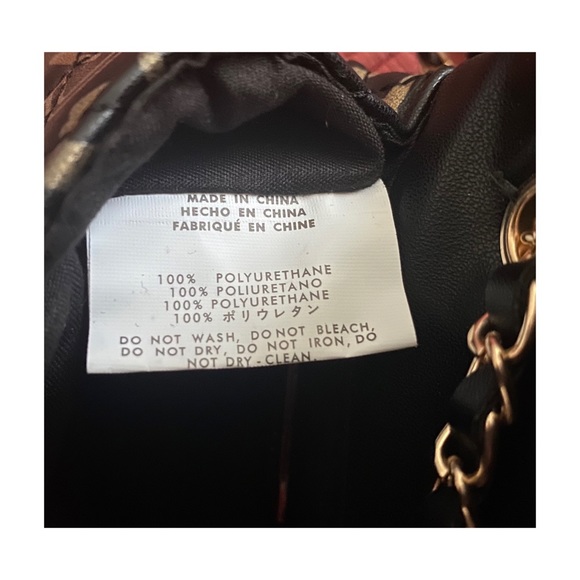 MADE IN CHINA
HECHO EN CHINA
FABRIQUÉ EN CHINE
100% POLYURETHANE
100% POLIURETANO
100% POLYURETHANE
100% ポリウレタン
DO NOT WASH, DO NOT BLEACH,
DO NOT DRY, DO NOT IRON, DO
NOT DRY-CLEAN.